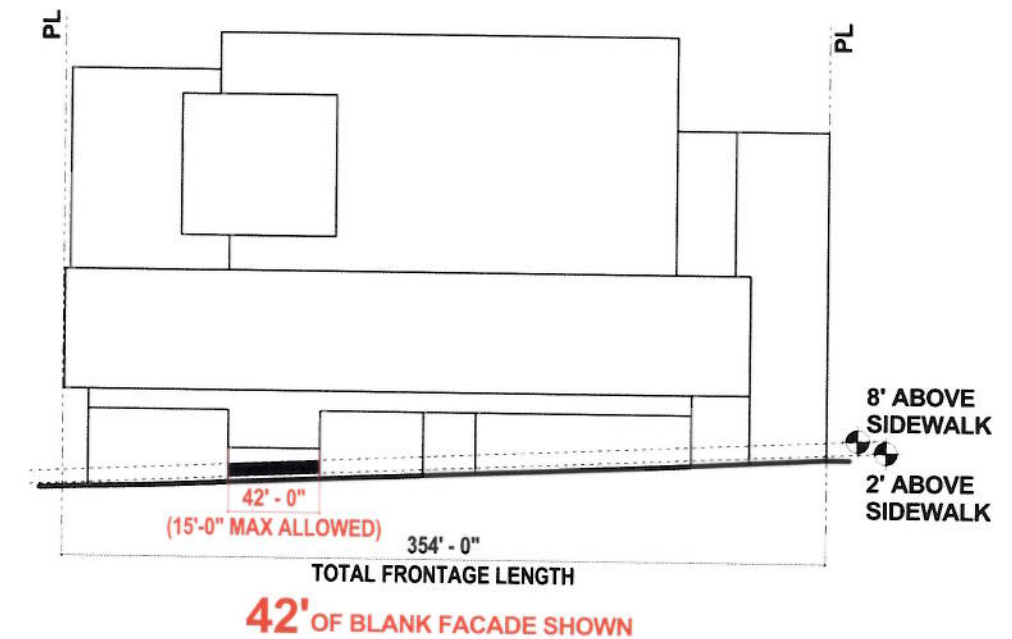 PL
PL
8' ABOVE
SIDEWALK
2' ABOVE
SIDEWALK
42' - 0"
(15'-0" MAX ALLOWED)
354' - 0"
TOTAL FRONTAGE LENGTH
42' OF BLANK FACADE SHOWN